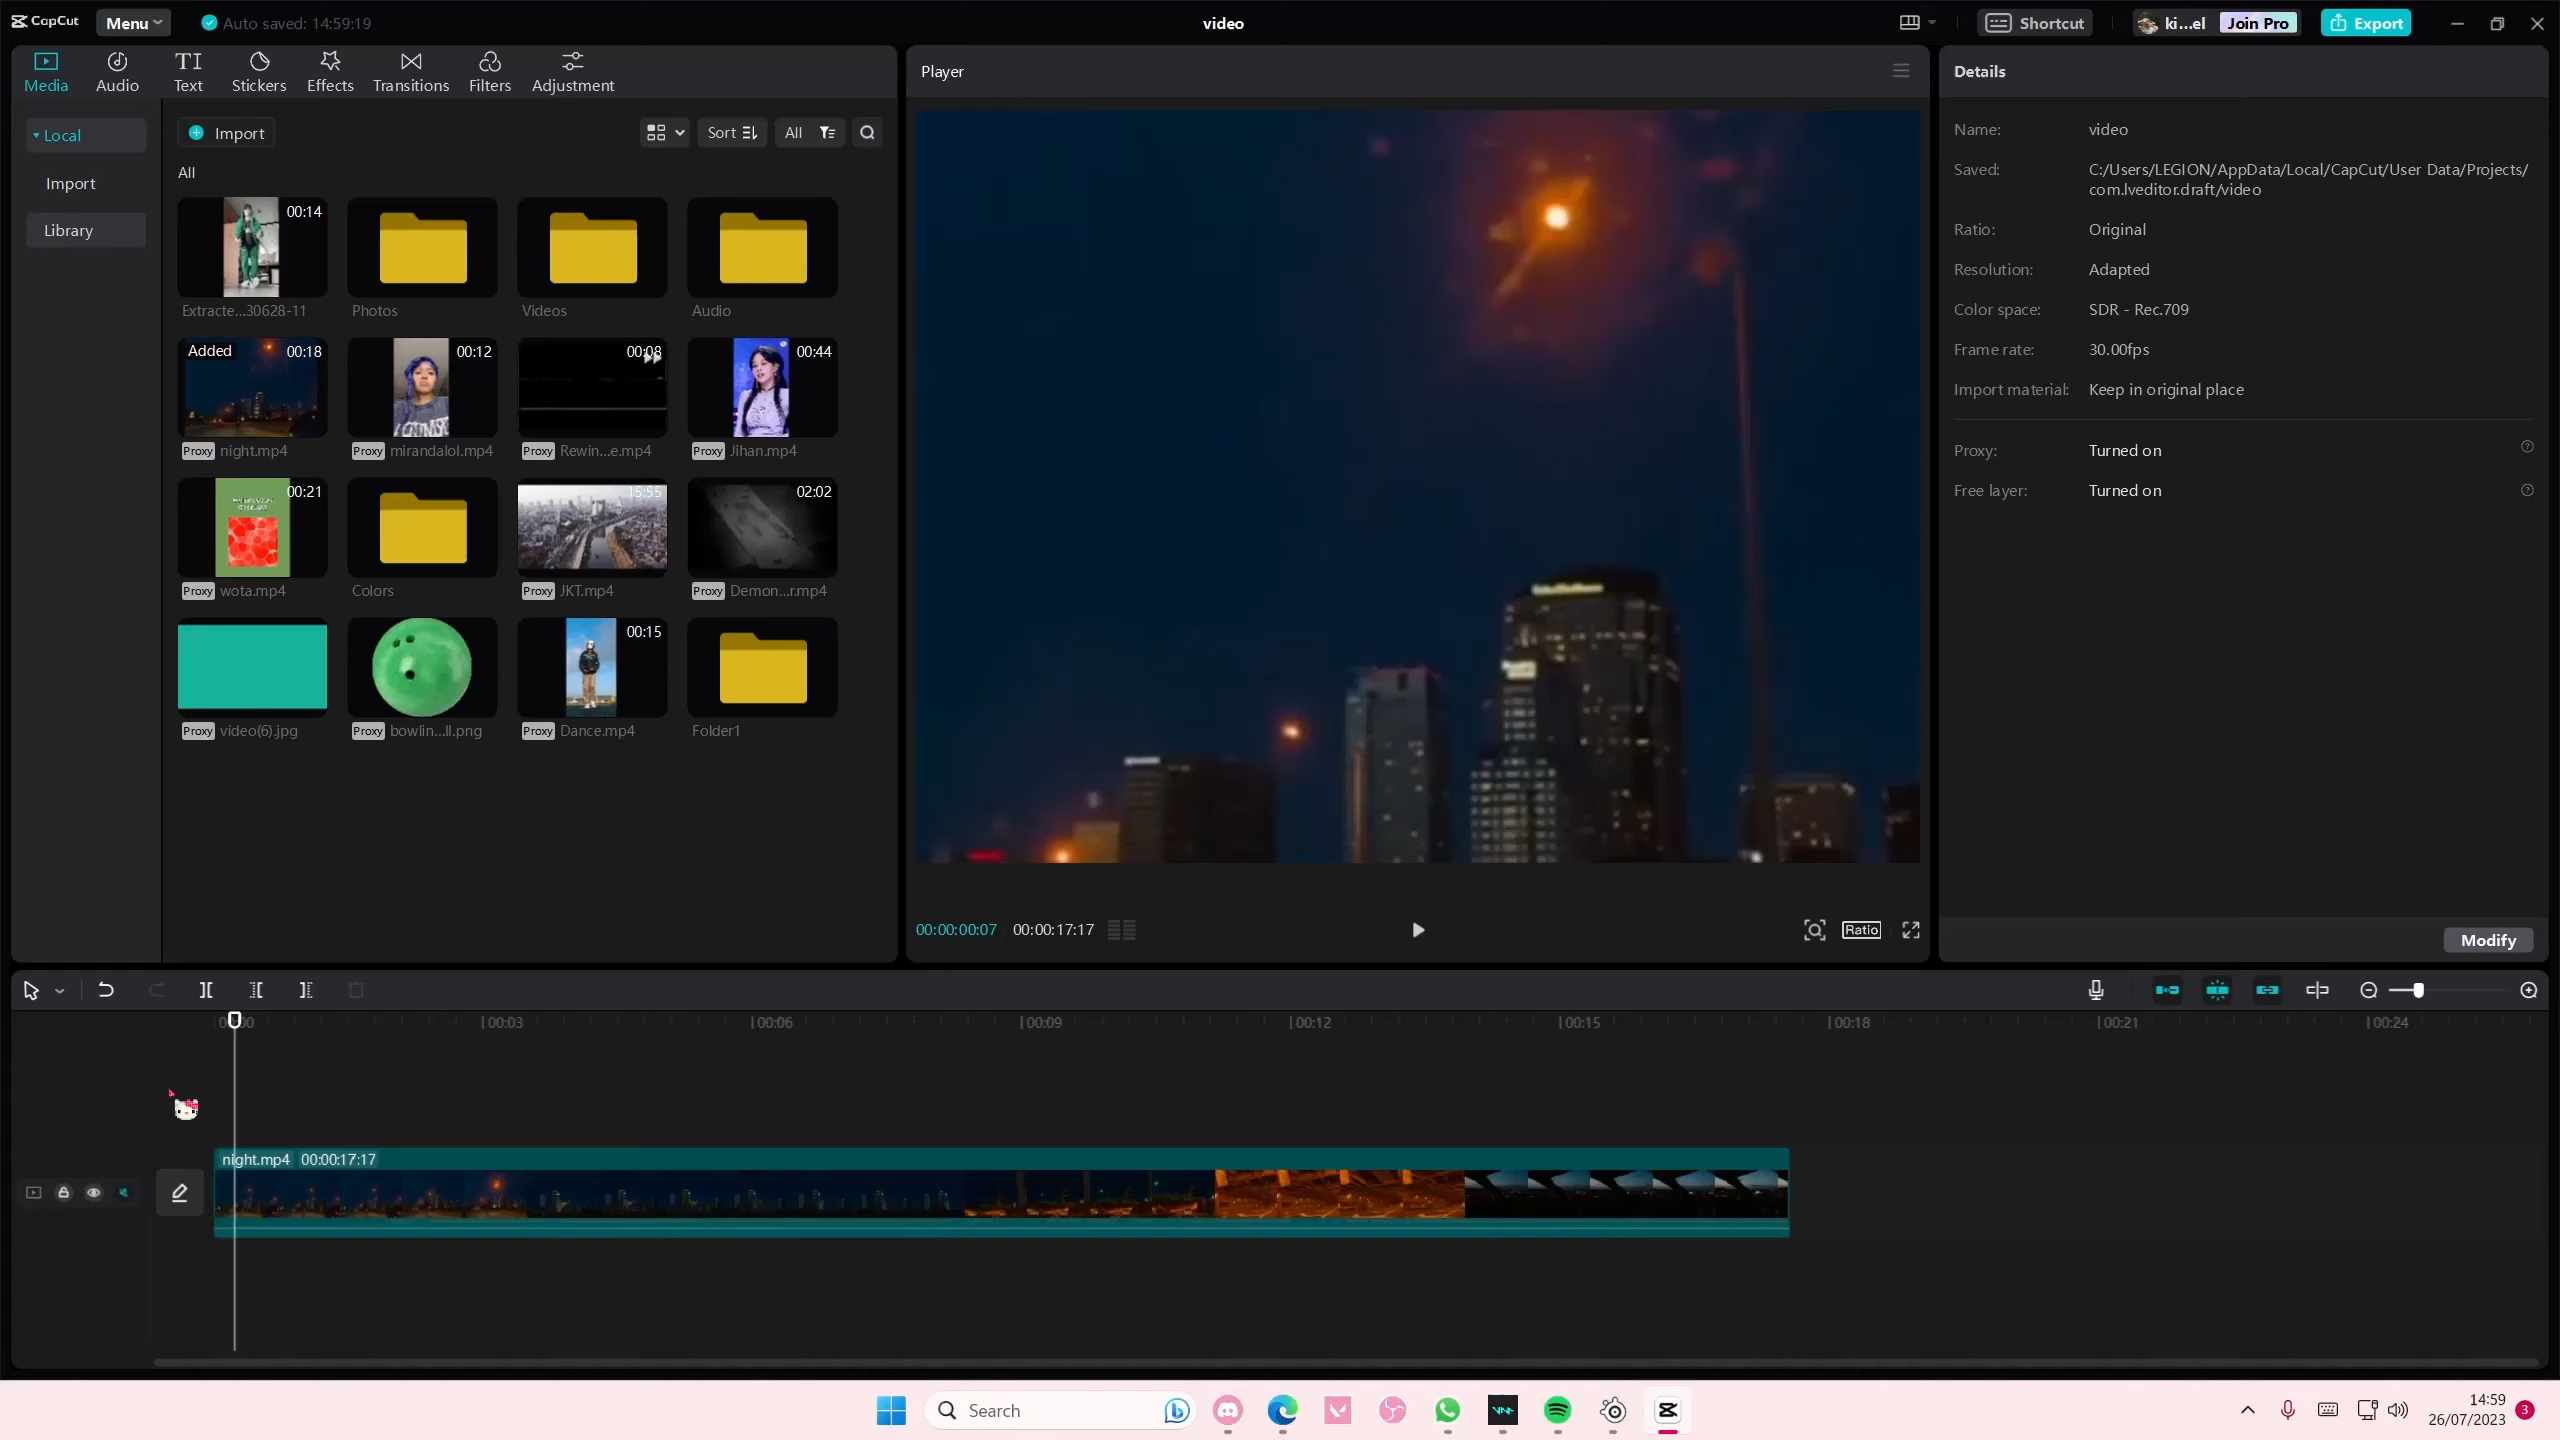 CapCut
Menu
Auto saved: 14:59:19
video
Shortcut
ki...el
Join Pro
Export
Media
Audio
Text
Stickers
Effects
Transitions
Filters
Adjustment
Local
Import
Library
Import
Sort
All
All
00:14
Extracte...30628-11
Photos
Videos
Audio
Added
00:18
00:12
00:08
00:44
Proxy night.mp4
Proxy mirandalol.mp4
Proxy Rewin...e.mp4
Proxy Jihan.mp4
00:21
15:55
02:02
Proxy wota.mp4
Colors
Proxy JKT.mp4
Proxy Demon...r.mp4
00:15
Proxy video(6).jpg
Proxy bowlin...ll.png
Proxy Dance.mp4
Folder1
Player
00:00:00:07
00:00:17:17
Ratio
Details
Name: video
Saved: C:/Users/LEGION/AppData/Local/CapCut/User Data/Projects/
com.lveditor.draft/video
Ratio: Original
Resolution: Adapted
Color space: SDR - Rec.709
Frame rate: 30.00fps
Import material: Keep in original place
Proxy: Turned on
Free layer: Turned on
Modify
00:00
00:03
00:06
00:09
00:12
00:15
00:18
00:21
00:24
night.mp4 00:00:17:17
Search
14:59
26/07/2023
3